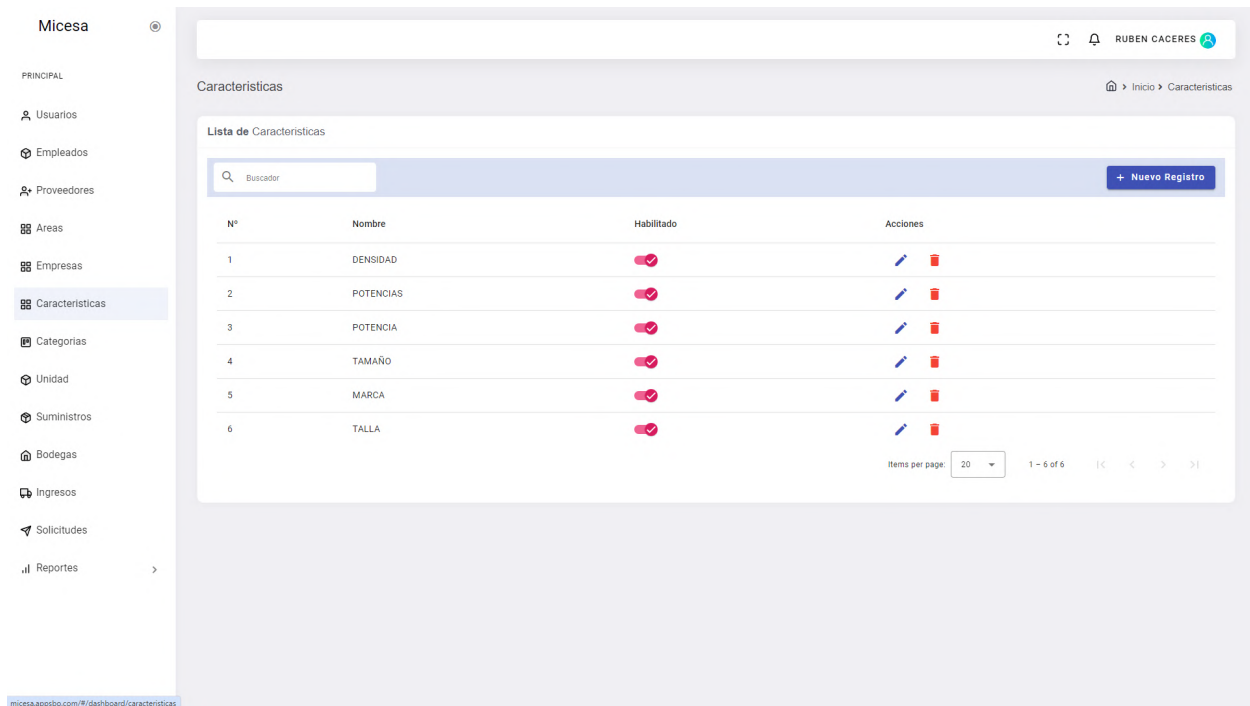 Micesa
PRINCIPAL
Usuarios
Empleados
Proveedores
Areas
Empresas
Caracteristicas
Categorias
Unidad
Suministros
Bodegas
Ingresos
Solicitudes
Reportes
RUBEN CACERES
Caracteristicas
Inicio > Caracteristicas
Lista de Caracteristicas
Buscador
+ Nuevo Registro
Nº Nombre Habilitado Acciones
1 DENSIDAD
2 POTENCIAS
3 POTENCIA
4 TAMAÑO
5 MARCA
6 TALLA
Items per page: 20 1 – 6 of 6
micesa.appsbo.com/#/dashboard/caracteristicas